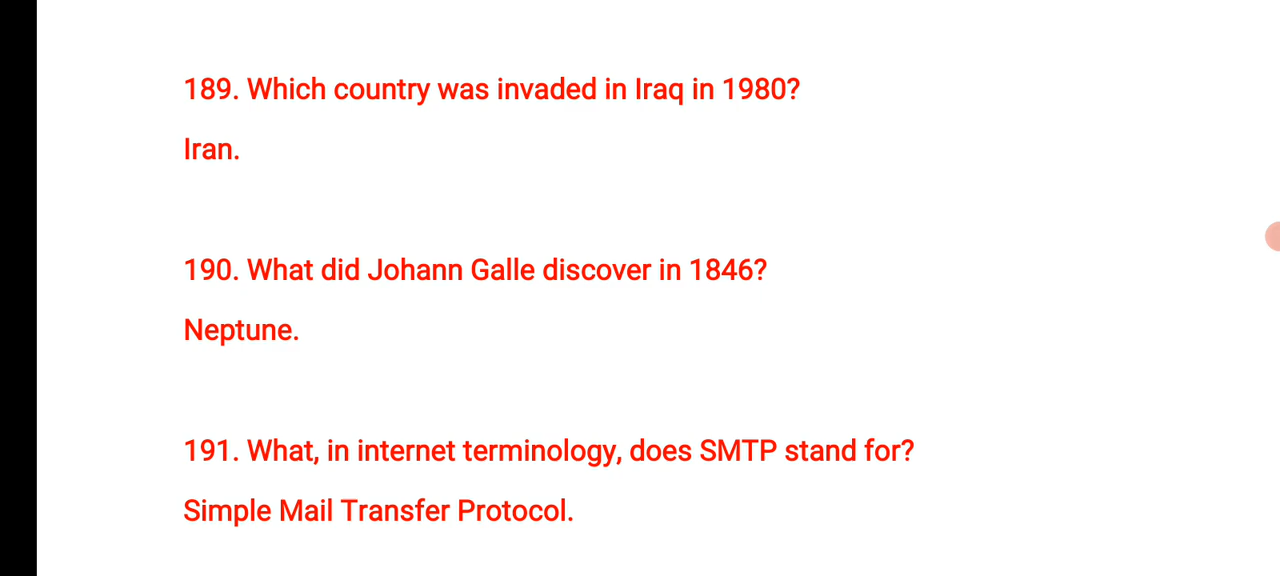 189. Which country was invaded in Iraq in 1980?
Iran.
190. What did Johann Galle discover in 1846?
Neptune.
191. What, in internet terminology, does SMTP stand for?
Simple Mail Transfer Protocol.